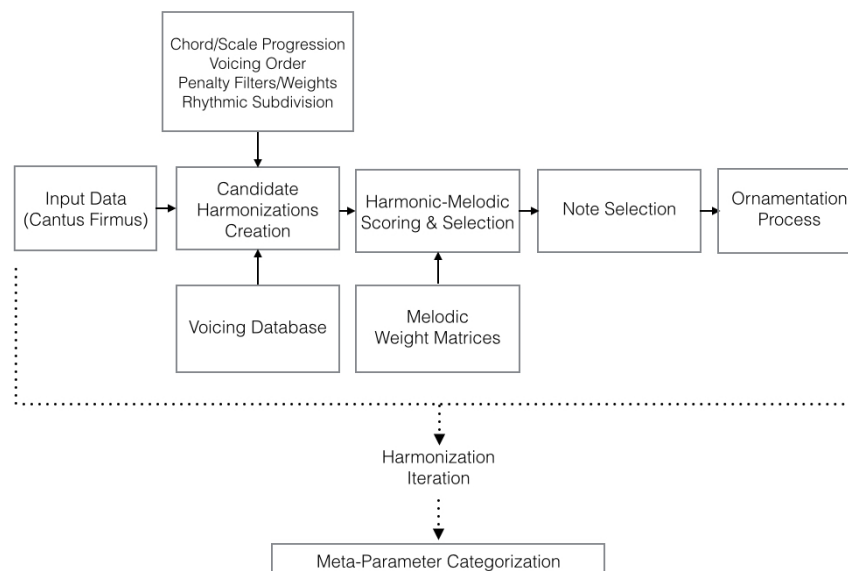 Chord/Scale Progression
Voicing Order
Penalty Filters/Weights
Rhythmic Subdivision
Input Data
(Cantus Firmus)
Candidate
Harmonizations
Creation
Harmonic-Melodic
Scoring & Selection
Note Selection
Ornamentation
Process
Voicing Database
Melodic
Weight Matrices
Harmonization
Iteration
Meta-Parameter Categorization